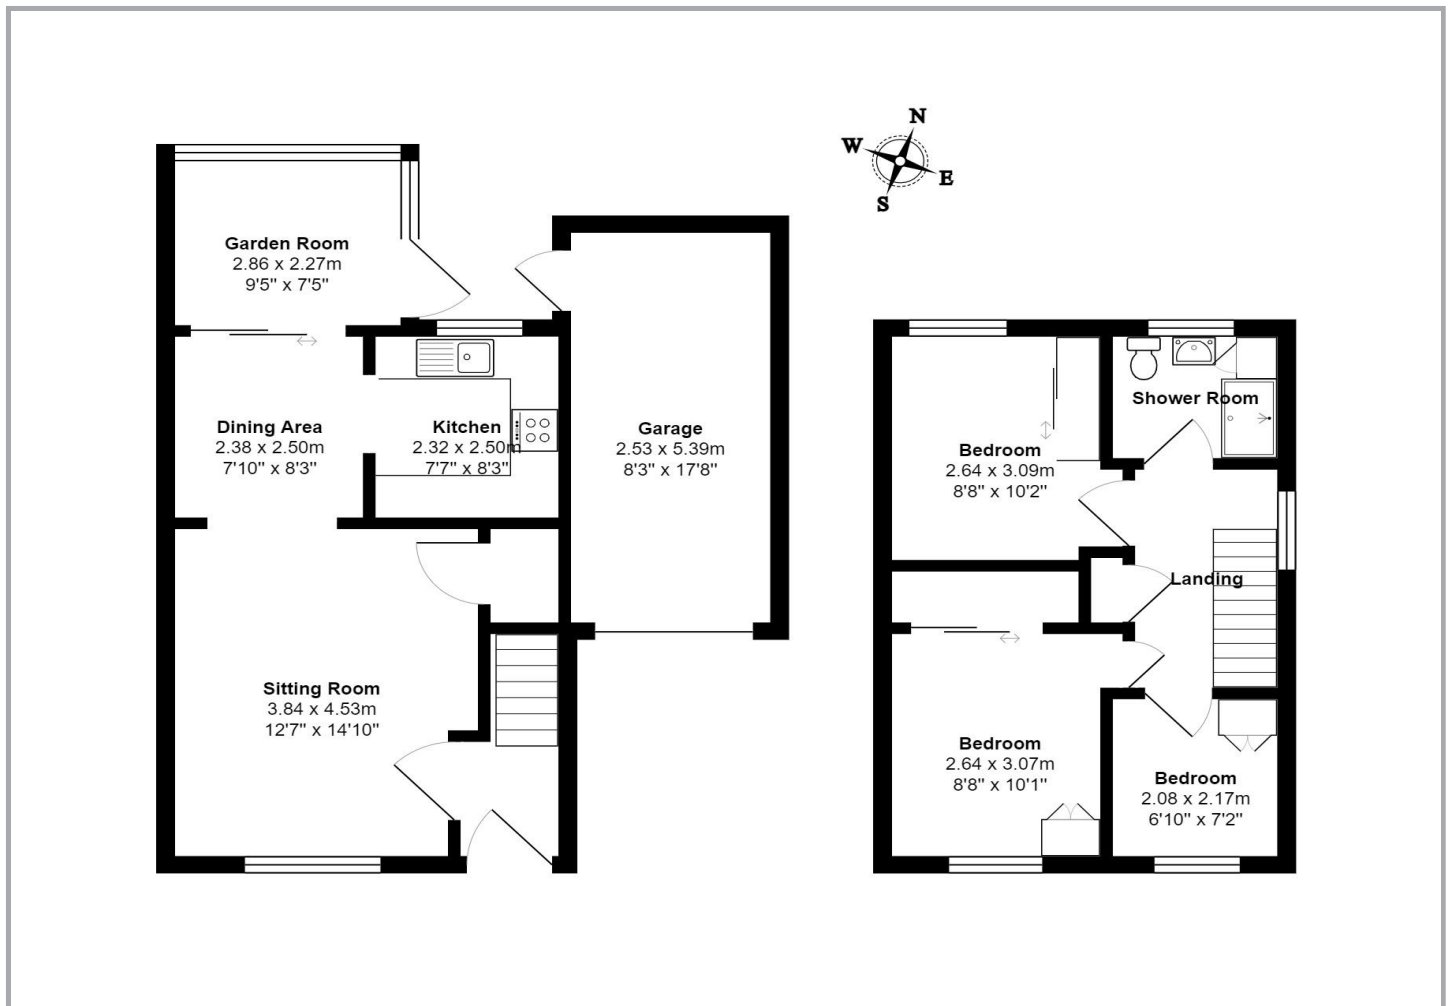 N
W
E
S
Garden Room
2.86 x 2.27m
9'5" x 7'5"
Dining Area
2.38 x 2.50m
7'10" x 8'3"
Kitchen
2.32 x 2.50m
7'7" x 8'3"
Garage
2.53 x 5.39m
8'3" x 17'8"
Sitting Room
3.84 x 4.53m
12'7" x 14'10"
Shower Room
Bedroom
2.64 x 3.09m
8'8" x 10'2"
Landing
Bedroom
2.64 x 3.07m
8'8" x 10'1"
Bedroom
2.08 x 2.17m
6'10" x 7'2"